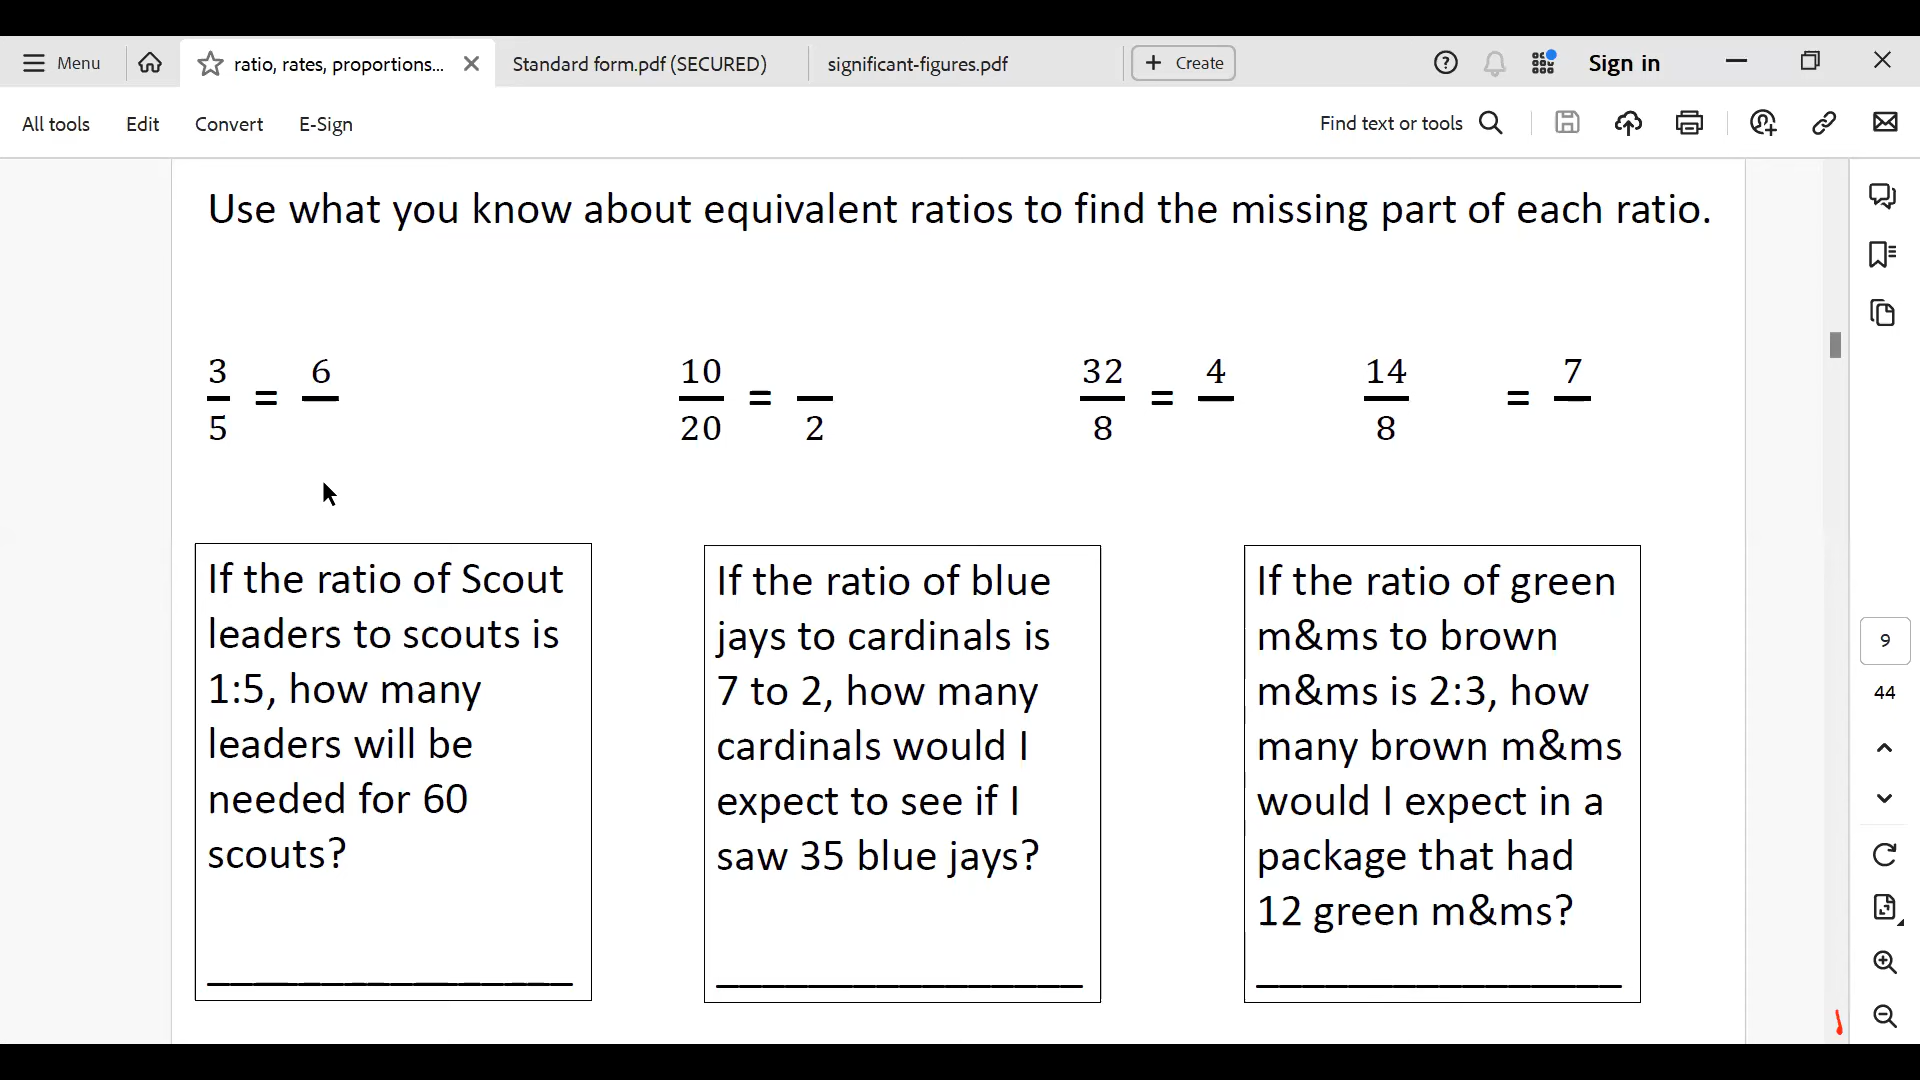 Menu
ratio, rates, proportions...
Standard form.pdf (SECURED)
significant-figures.pdf
+ Create
Sign in
All tools
Edit
Convert
E-Sign
Find text or tools
Use what you know about equivalent ratios to find the missing part of each ratio.
3 6 10 32 4 14 7
= = = =
5 20 2 8 8
If the ratio of Scout
leaders to scouts is
1:5, how many
leaders will be
needed for 60
scouts?
________________
If the ratio of blue
jays to cardinals is
7 to 2, how many
cardinals would I
expect to see if I
saw 35 blue jays?
________________
If the ratio of green
m&ms to brown
m&ms is 2:3, how
many brown m&ms
would I expect in a
package that had
12 green m&ms?
________________
9
44